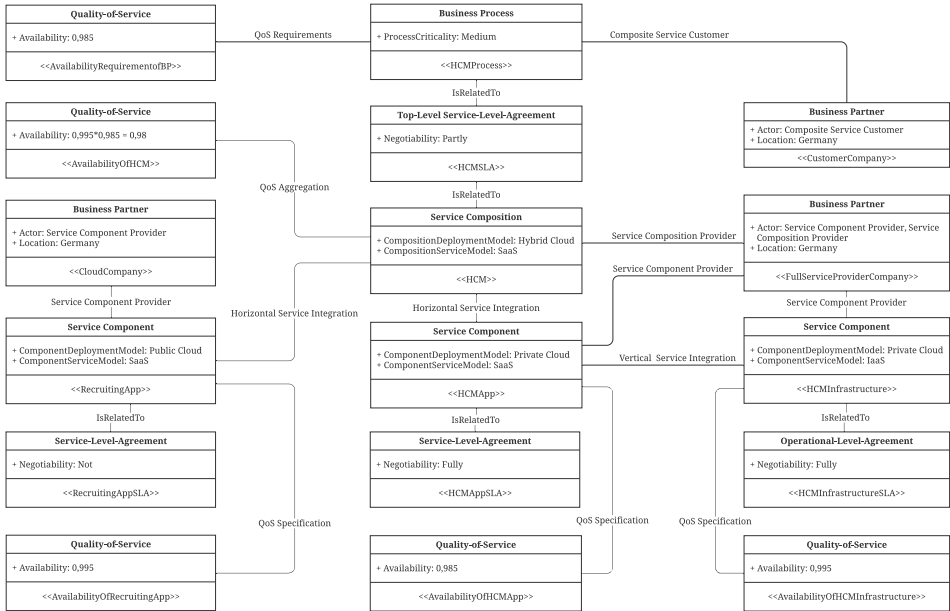 Quality-of-Service
+ Availability: 0,985
<<AvailabilityRequirementofBP>>
QoS Requirements
Business Process
+ ProcessCriticality: Medium
<<HCMProcess>>
Composite Service Customer
IsRelatedTo
Quality-of-Service
+ Availability: 0,995*0,985 = 0,98
<<AvailabilityOfHCM>>
Top-Level Service-Level-Agreement
+ Negotiability: Partly
<<HCMSLA>>
Business Partner
+ Actor: Composite Service Customer
+ Location: Germany
<<CustomerCompany>>
QoS Aggregation
IsRelatedTo
Business Partner
+ Actor: Service Component Provider
+ Location: Germany
<<CloudCompany>>
Service Composition
+ CompositionDeploymentModel: Hybrid Cloud
+ CompositionServiceModel: SaaS
<<HCM>>
Service Composition Provider
Service Component Provider
Business Partner
+ Actor: Service Component Provider, Service
Composition Provider
+ Location: Germany
<<FullServiceProviderCompany>>
Service Component Provider
Horizontal Service Integration
Horizontal Service Integration
Service Component Provider
Service Component
+ ComponentDeploymentModel: Public Cloud
+ ComponentServiceModel: SaaS
<<RecruitingApp>>
Service Component
+ ComponentDeploymentModel: Private Cloud
+ ComponentServiceModel: SaaS
<<HCMApp>>
Vertical Service Integration
Service Component
+ ComponentDeploymentModel: Private Cloud
+ ComponentServiceModel: IaaS
<<HCMInfrastructure>>
IsRelatedTo
IsRelatedTo
IsRelatedTo
Service-Level-Agreement
+ Negotiability: Not
<<RecruitingAppSLA>>
Service-Level-Agreement
+ Negotiability: Fully
<<HCMAppSLA>>
Operational-Level-Agreement
+ Negotiability: Fully
<<HCMInfrastructureSLA>>
QoS Specification
QoS Specification
QoS Specification
Quality-of-Service
+ Availability: 0,995
<<AvailabilityOfRecruitingApp>>
Quality-of-Service
+ Availability: 0,985
<<AvailabilityOfHCMApp>>
Quality-of-Service
+ Availability: 0,995
<<AvailabilityOfHCMInfrastructure>>